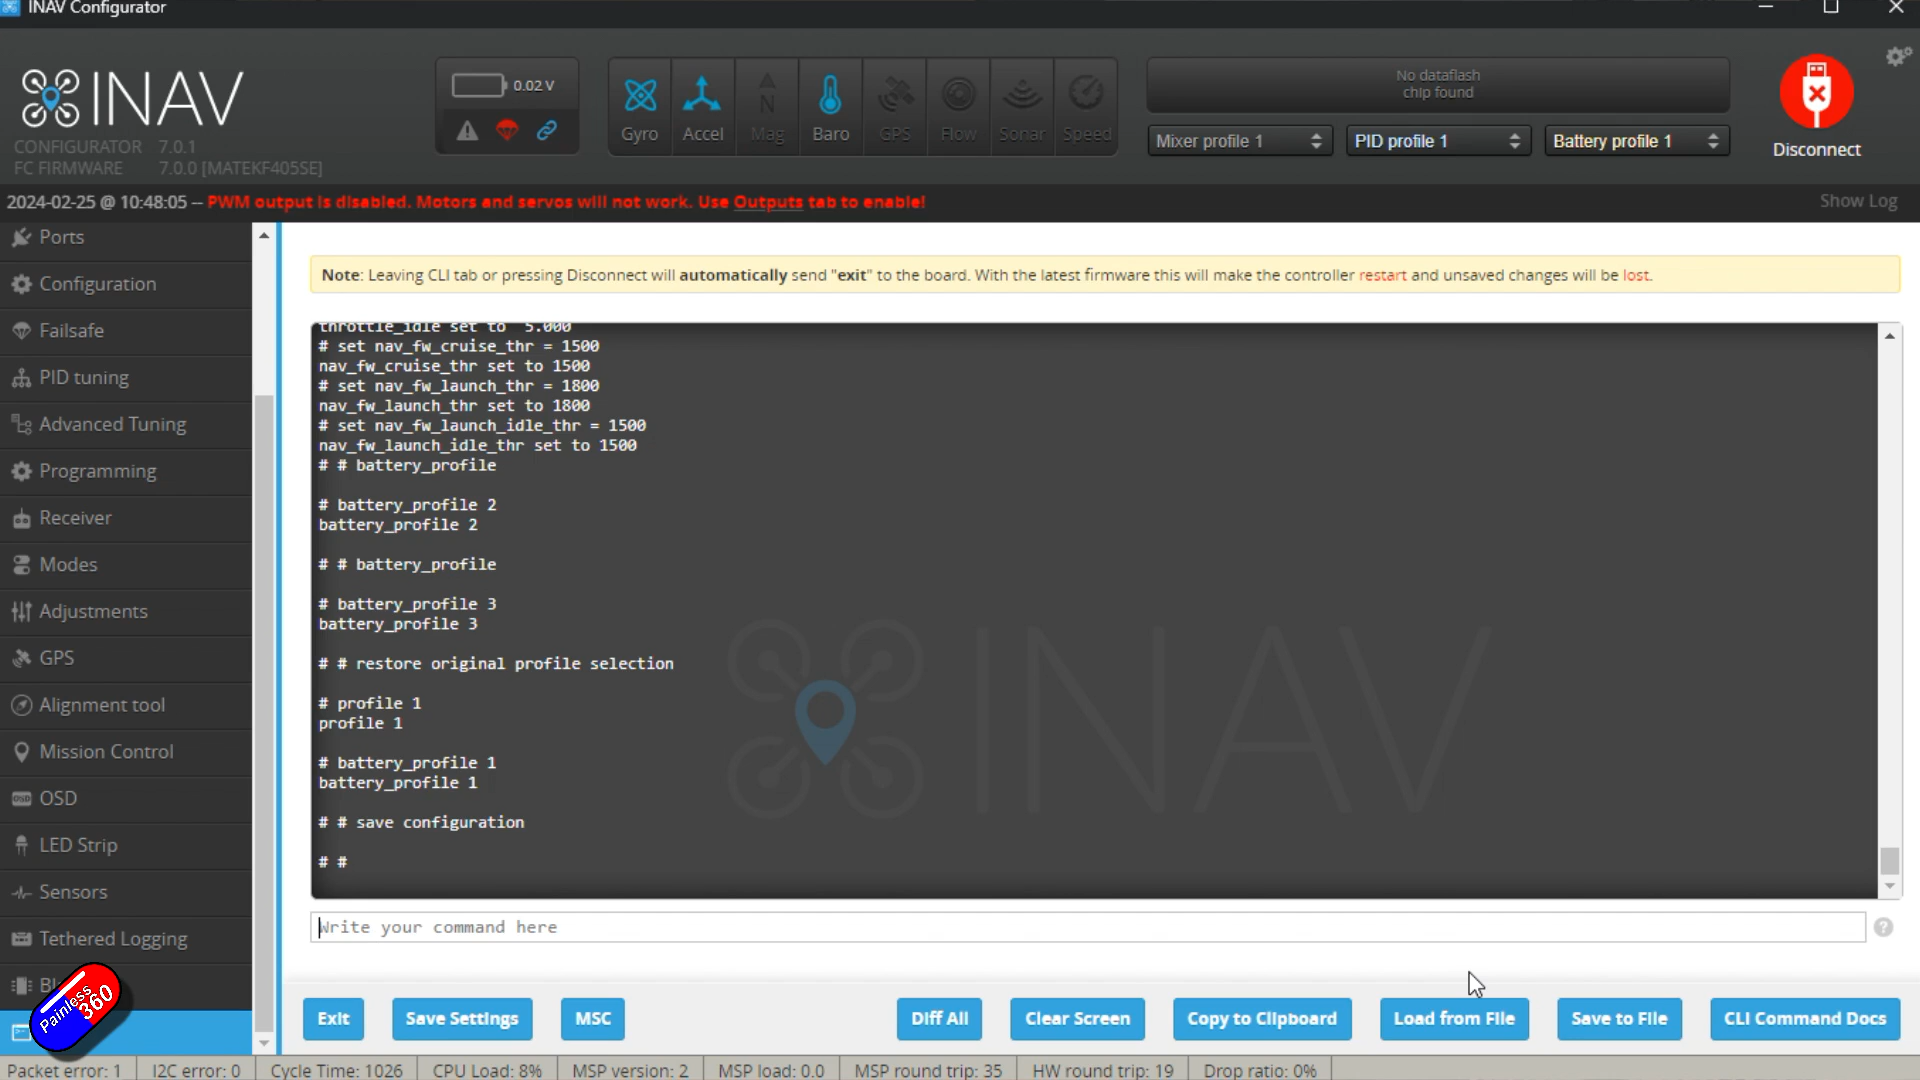 INAV Configurator
INAV
CONFIGURATOR 7.0.1
FC FIRMWARE 7.0.0 [MATEKF405SE]
0.02 V
Gyro
Accel
Mag
Baro
GPS
Flow
Sonar
Speed
No dataflash
chip found
Mixer profile 1
PID profile 1
Battery profile 1
Disconnect
2024-02-25 @ 10:48:05 -- PWM output is disabled. Motors and servos will not work. Use Outputs tab to enable!
Show Log
Ports
Configuration
Failsafe
PID tuning
Advanced Tuning
Programming
Receiver
Modes
Adjustments
GPS
Alignment tool
Mission Control
OSD
LED Strip
Sensors
Tethered Logging
Painless
360
Note: Leaving CLI tab or pressing Disconnect will automatically send "exit" to the board. With the latest firmware this will make the controller restart and unsaved changes will be lost.
throttle_idle set to 5.000
# set nav_fw_cruise_thr = 1500
nav_fw_cruise_thr set to 1500
# set nav_fw_launch_thr = 1800
nav_fw_launch_thr set to 1800
# set nav_fw_launch_idle_thr = 1500
nav_fw_launch_idle_thr set to 1500
# # battery_profile
# battery_profile 2
battery_profile 2
# # battery_profile
# battery_profile 3
battery_profile 3
# # restore original profile selection
# profile 1
profile 1
# battery_profile 1
battery_profile 1
# # save configuration
# #
INAV
Write your command here
?
Exit
Save Settings
MSC
Diff All
Clear Screen
Copy to Clipboard
Load from File
Save to File
CLI Command Docs
Packet error: 1
I2C error: 0
Cycle Time: 1026
CPU Load: 8%
MSP version: 2
MSP load: 0.0
MSP round trip: 35
HW round trip: 19
Drop ratio: 0%